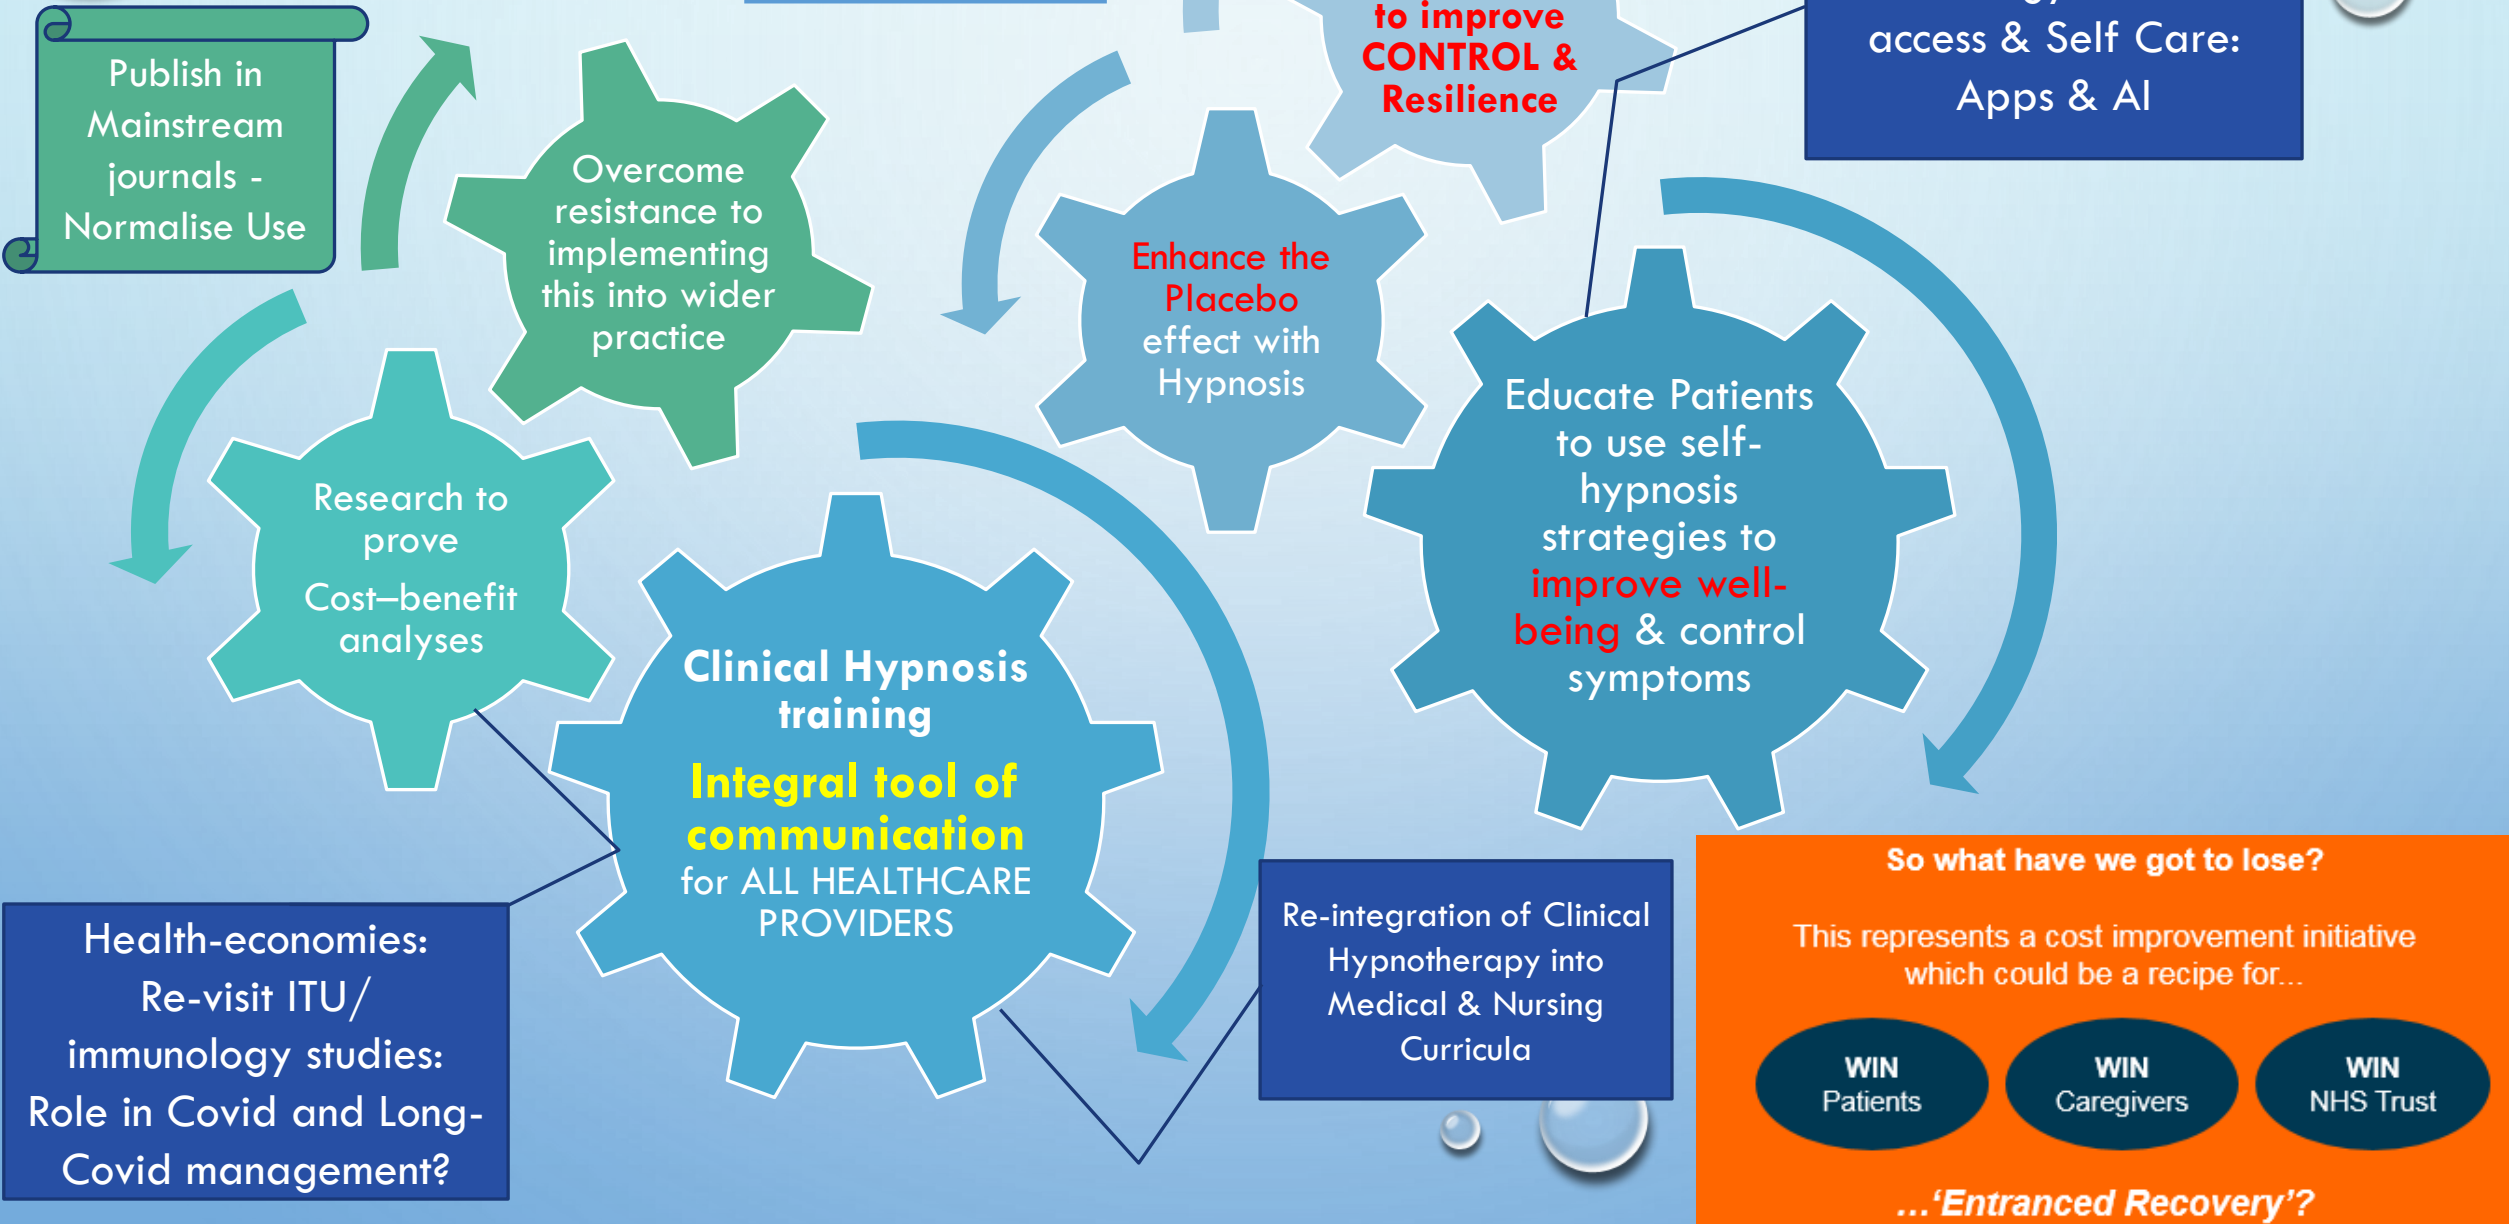 Publish in
Mainstream
journals -
Normalise Use
Overcome
resistance to
implementing
this into wider
practice
to improve
CONTROL &
Resilience
access & Self Care:
Apps & AI
Enhance the
Placebo
effect with
Hypnosis
Educate Patients
to use self-
hypnosis
strategies to
improve well-
being & control
symptoms
Research to
prove
Cost–benefit
analyses
Clinical Hypnosis
training
Integral tool of
communication
for ALL HEALTHCARE
PROVIDERS
Health-economies:
Re-visit ITU/
immunology studies:
Role in Covid and Long-
Covid management?
Re-integration of Clinical
Hypnotherapy into
Medical & Nursing
Curricula
So what have we got to lose?
This represents a cost improvement initiative
which could be a recipe for...
WIN
Patients
WIN
Caregivers
WIN
NHS Trust
...‘Entranced Recovery’?